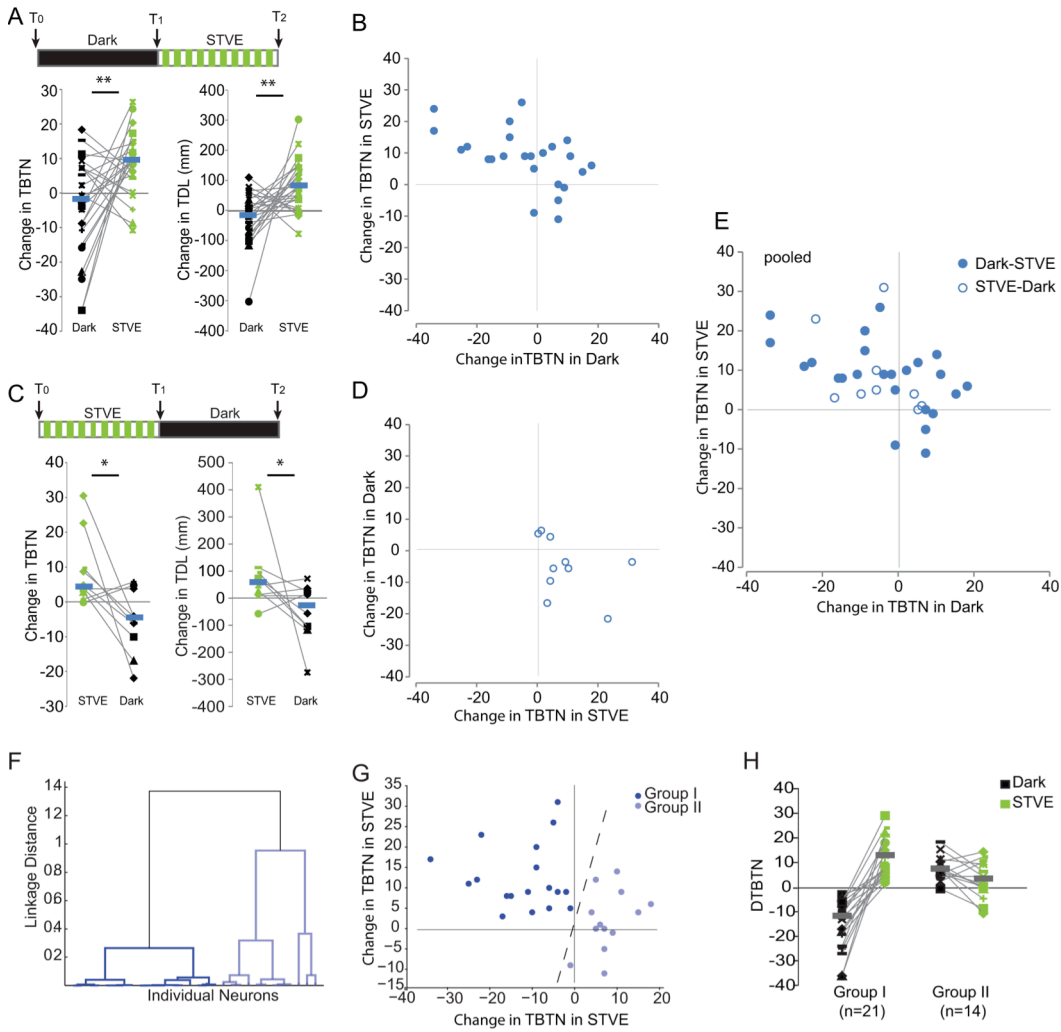 A
T0
T1
T2
Dark
STVE
**
Change in TBTN
30
20
10
0
-10
-20
-30
-40
Dark
STVE
**
Change in TDL (mm)
400
300
200
100
0
-100
-200
-300
400
Dark
STVE
B
Change in TBTN in STVE
40
30
20
10
0
10
-20
-30
-40
-40
-20
0
20
40
Change inTBTN in Dark
C
T0
T1
T2
STVE
Dark
*
Change in TBTN
40
30
20
10
0
-10
-20
30
STVE
Dark
*
Change in TDL (mm)
500
400
300
200
100
0
-100
-200
-300
-400
STVE
Dark
D
Change in TBTN in Dark
40
30
20
10
0
-10
-20
-30
-40
-40
-20
0
20
40
Change in TBTN in STVE
E
pooled
Dark-STVE
STVE-Dark
Change in TBTN in STVE
40
30
20
10
0
-10
-20
-30
-40
-40
-20
0
20
40
Change in TBTN in Dark
F
Linkage Distance
14
1.2
1
0.8
0.6
04
02
Individual Neurons
G
Group I
Group II
Change in TBTN in STVE
35
30
25
20
15
10
5
0
-5
10
-15
-40
-30
-20
-10
0
10
20
Change in TBTN in STVE
H
Dark
STVE
DTBTN
40
30
20
10
0
-10
-20
-30
-40
Group I
(n=21)
Group II
(n=14)